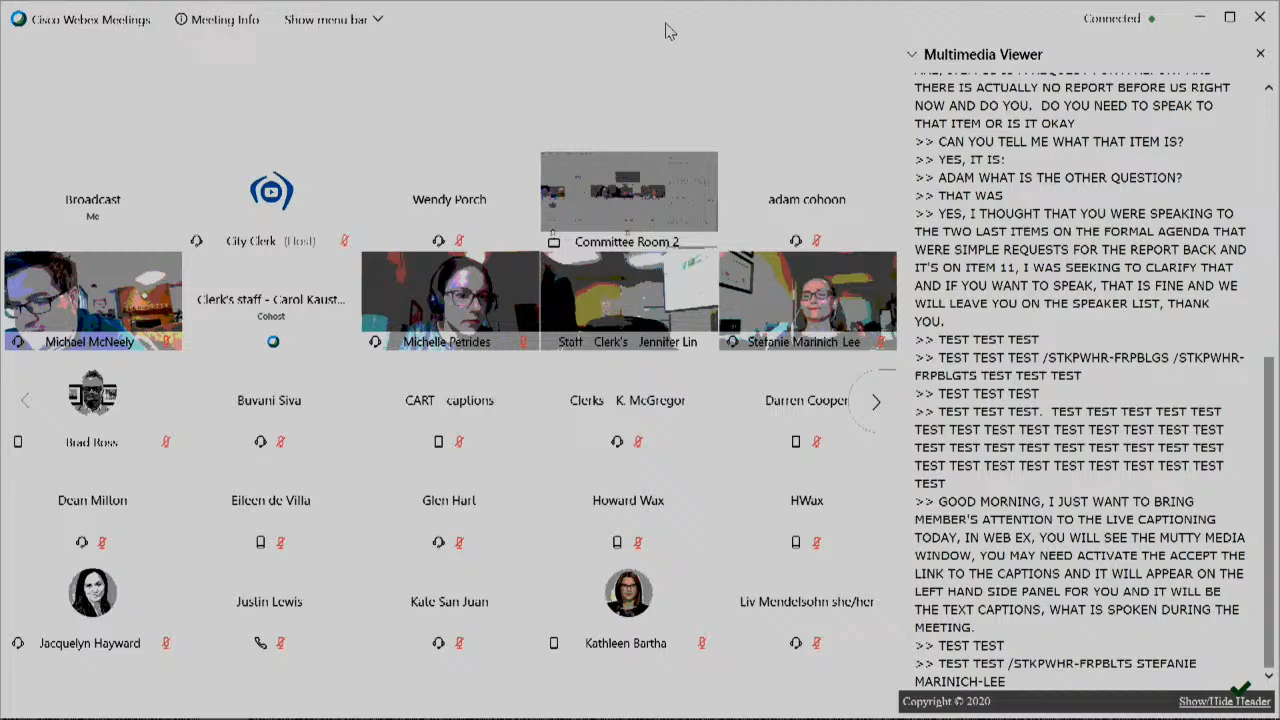 Cisco Webex Meetings
Meeting Info
Show menu bar
Connected
Multimedia Viewer
THERE IS ACTUALLY NO REPORT BEFORE US RIGHT
NOW AND DO YOU. DO YOU NEED TO SPEAK TO
THAT ITEM OR IS IT OKAY
>> CAN YOU TELL ME WHAT THAT ITEM IS?
>> YES, IT IS:
>> ADAM WHAT IS THE OTHER QUESTION?
>> THAT WAS
>> YES, I THOUGHT THAT YOU WERE SPEAKING TO
THE TWO LAST ITEMS ON THE FORMAL AGENDA THAT
WERE SIMPLE REQUESTS FOR THE REPORT BACK AND
IT'S ON ITEM 11, I WAS SEEKING TO CLARIFY THAT
AND IF YOU WANT TO SPEAK, THAT IS FINE AND WE
WILL LEAVE YOU ON THE SPEAKER LIST, THANK
YOU.
>> TEST TEST TEST
>> TEST TEST TEST /STKPWHR-FRPBLGS /STKPWHR-
FRPBLGTS TEST TEST TEST
>> TEST TEST TEST
>> TEST TEST TEST. TEST TEST TEST TEST TEST
TEST TEST TEST TEST TEST TEST TEST TEST
TEST TEST TEST TEST TEST TEST TEST TEST
TEST TEST TEST TEST TEST TEST TEST TEST
TEST
>> GOOD MORNING, I JUST WANT TO BRING
MEMBER'S ATTENTION TO THE LIVE CAPTIONING
TODAY, IN WEB EX, YOU WILL SEE THE MUTTY MEDIA
WINDOW, YOU MAY NEED ACTIVATE THE ACCEPT THE
LINK TO THE CAPTIONS AND IT WILL APPEAR ON THE
LEFT HAND SIDE PANEL FOR YOU AND IT WILL BE
THE TEXT CAPTIONS, WHAT IS SPOKEN DURING THE
MEETING.
>> TEST TEST
>> TEST TEST /STKPWHR-FRPBLTS STEFANIE
MARINICH-LEE
Copyright © 2020
Show/Hide Header
Broadcast
Me
City Clerk (Host)
Wendy Porch
Committee Room 2
adam cohoon
Michael McNeely
Clerk's staff - Carol Kaust...
Cohost
Michelle Petrides
Staff Clerk's Jennifer Lin
Stefanie Marinich-Lee
Brad Ross
Buvani Siva
CART captions
Clerks K. McGregor
Darren Cooper
Dean Milton
Eileen de Villa
Glen Hart
Howard Wax
HWax
Jacquelyn Hayward
Justin Lewis
Kate San Juan
Kathleen Bartha
Liv Mendelsohn she/her